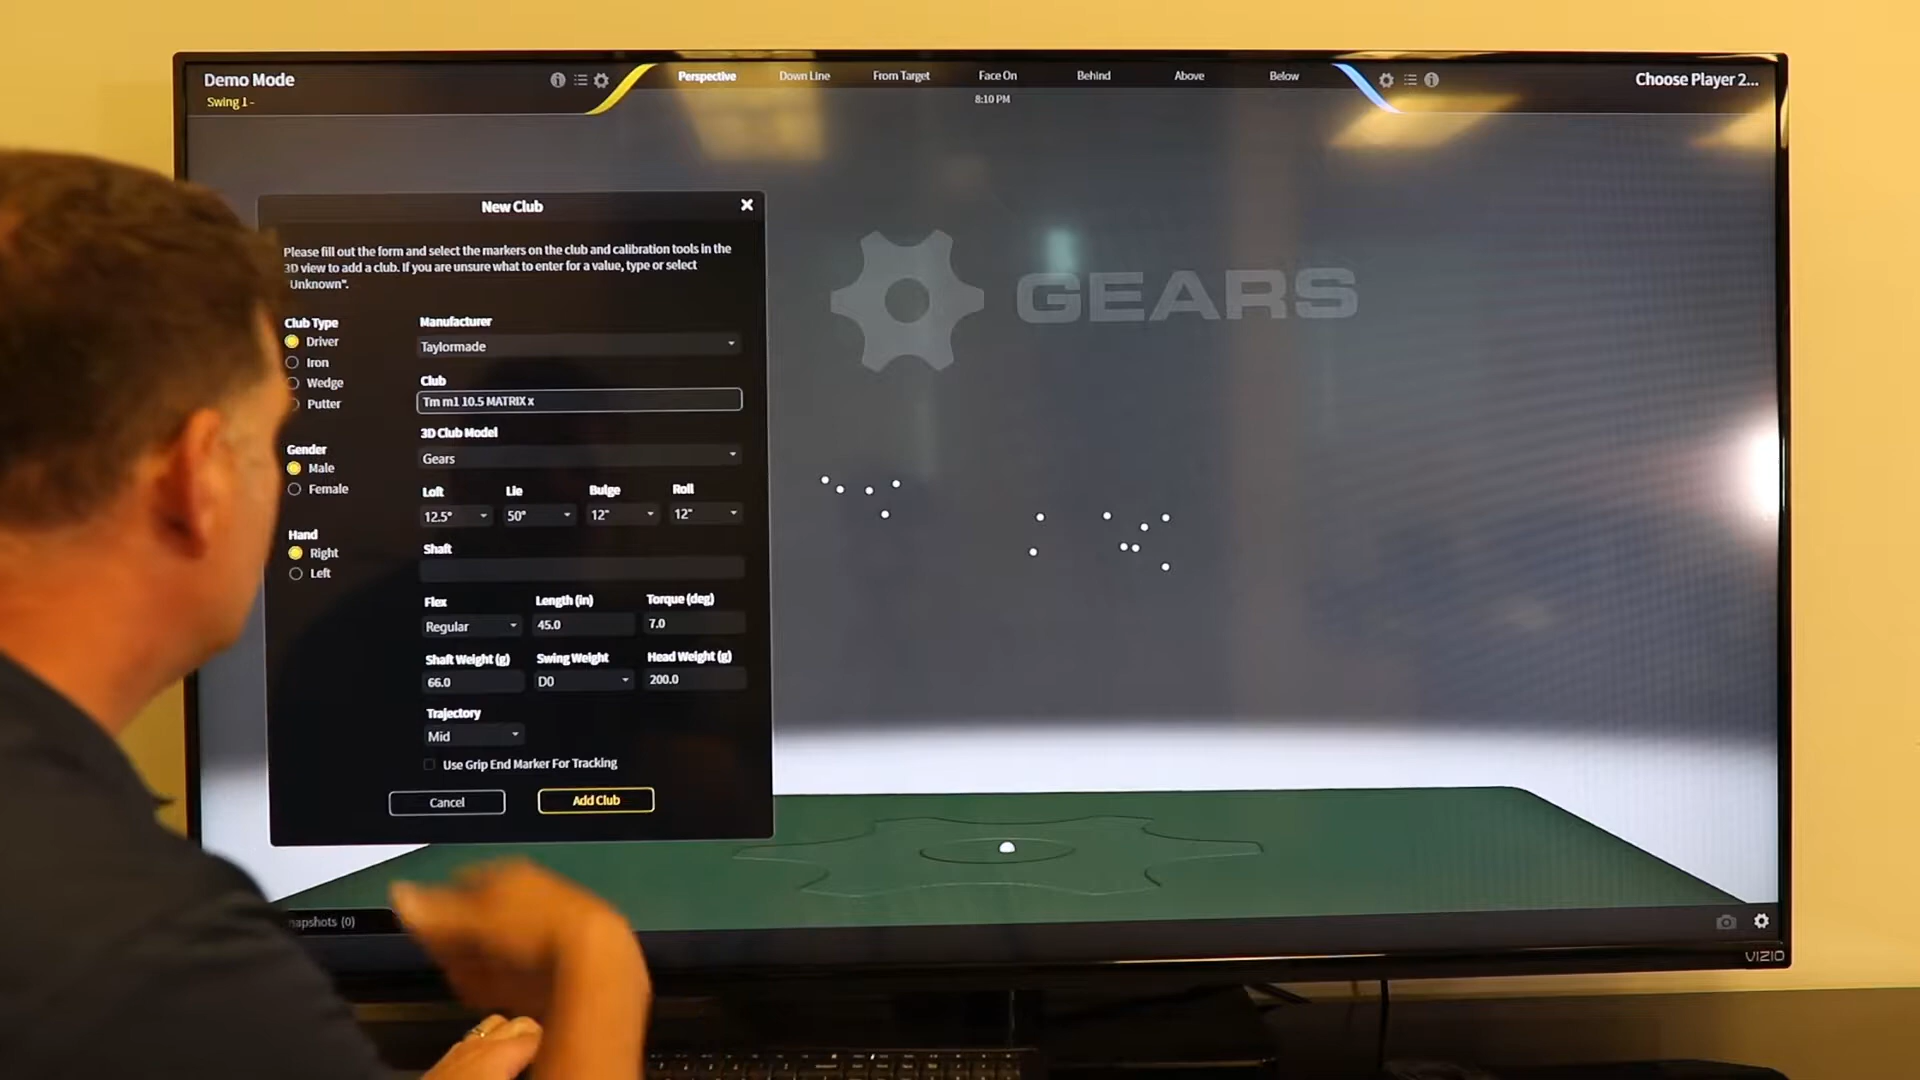 Demo Mode
Swing 1 -
Perspective
Down Line
From Target
Face On
Behind
Above
Below
8:10 PM
Choose Player 2...
New Club
Please fill out the form and select the markers on the club and calibration tools in the
3D view to add a club. If you are unsure what to enter for a value, type or select
"Unknown".
Club Type
Driver
Iron
Wedge
Putter
Gender
Male
Female
Hand
Right
Left
Manufacturer
Taylormade
Club
Tm m1 10.5 MATRIX x
3D Club Model
Gears
Loft Lie Bulge Roll
12.5° 50° 12" 12"
Shaft
Flex Length (in) Torque (deg)
Regular 45.0 7.0
Shaft Weight (g) Swing Weight Head Weight (g)
66.0 D0 200.0
Trajectory
Mid
Use Grip End Marker For Tracking
Cancel
Add Club
GEARS
napshots (0)
VIZIO